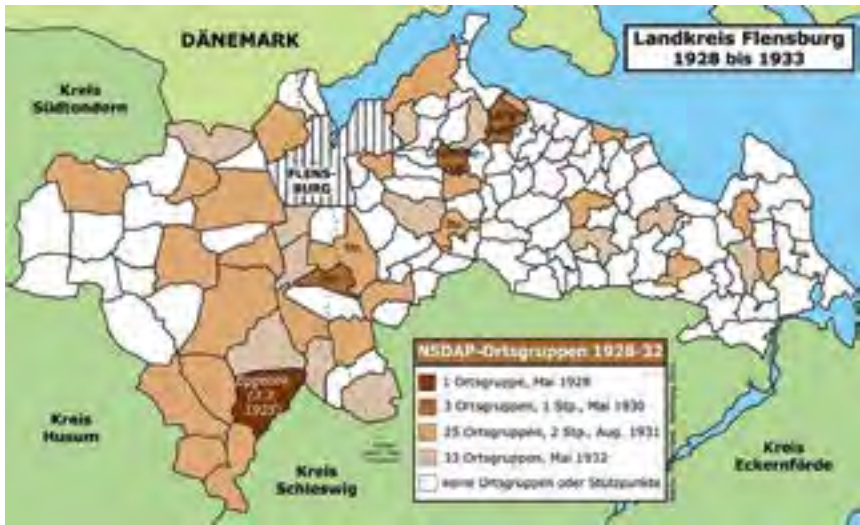 DÄNEMARK
Landkreis Flensburg
1928 bis 1933
Kreis
Südtondern
FLENS-
BURG
NSDAP-Ortsgruppen 1928-32
1 Ortsgruppe, Mai 1928
3 Ortsgruppen, 1 Stp., Mai 1930
25 Ortsgruppen, 2 Stp., Aug. 1931
33 Ortsgruppen, Mai 1932
keine Ortsgruppen oder Stützpunkte
Kreis
Husum
Kreis
Schleswig
Kreis
Eckernförde